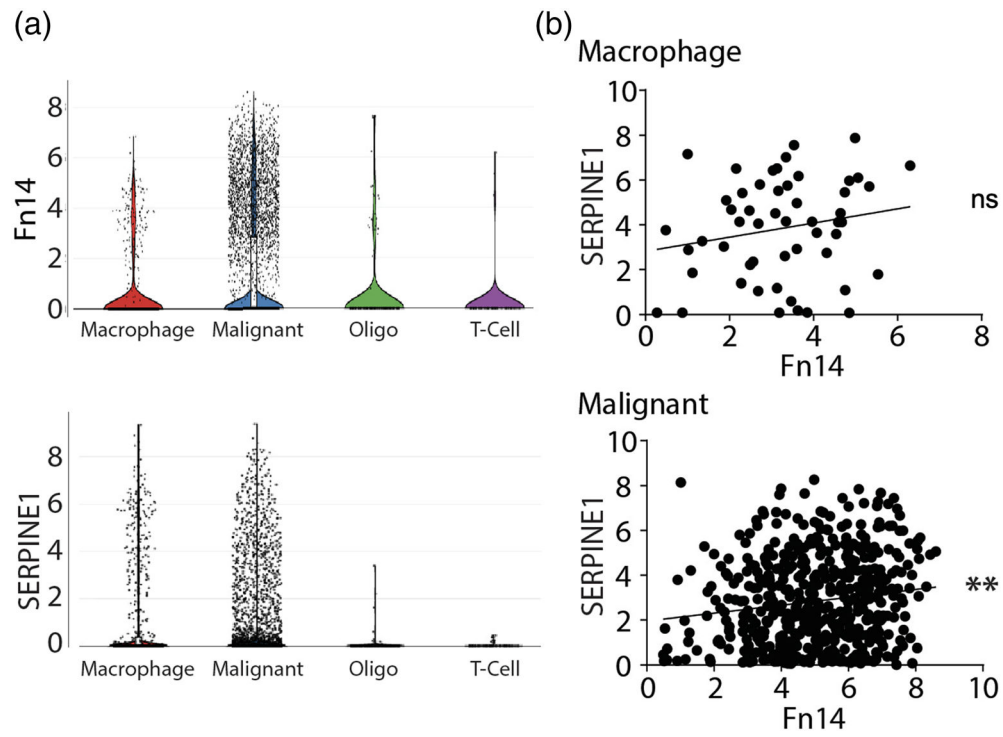 (a)
Fn14
8
6
4
2
0
Macrophage Malignant Oligo T-Cell
SERPINE1
8
6
4
2
0
Macrophage Malignant Oligo T-Cell
(b)
Macrophage
SERPINE1
10
8
6
4
2
0
0 2 4 6 8
Fn14
ns
Malignant
SERPINE1
10
8
6
4
2
0
0 2 4 6 8 10
Fn14
**